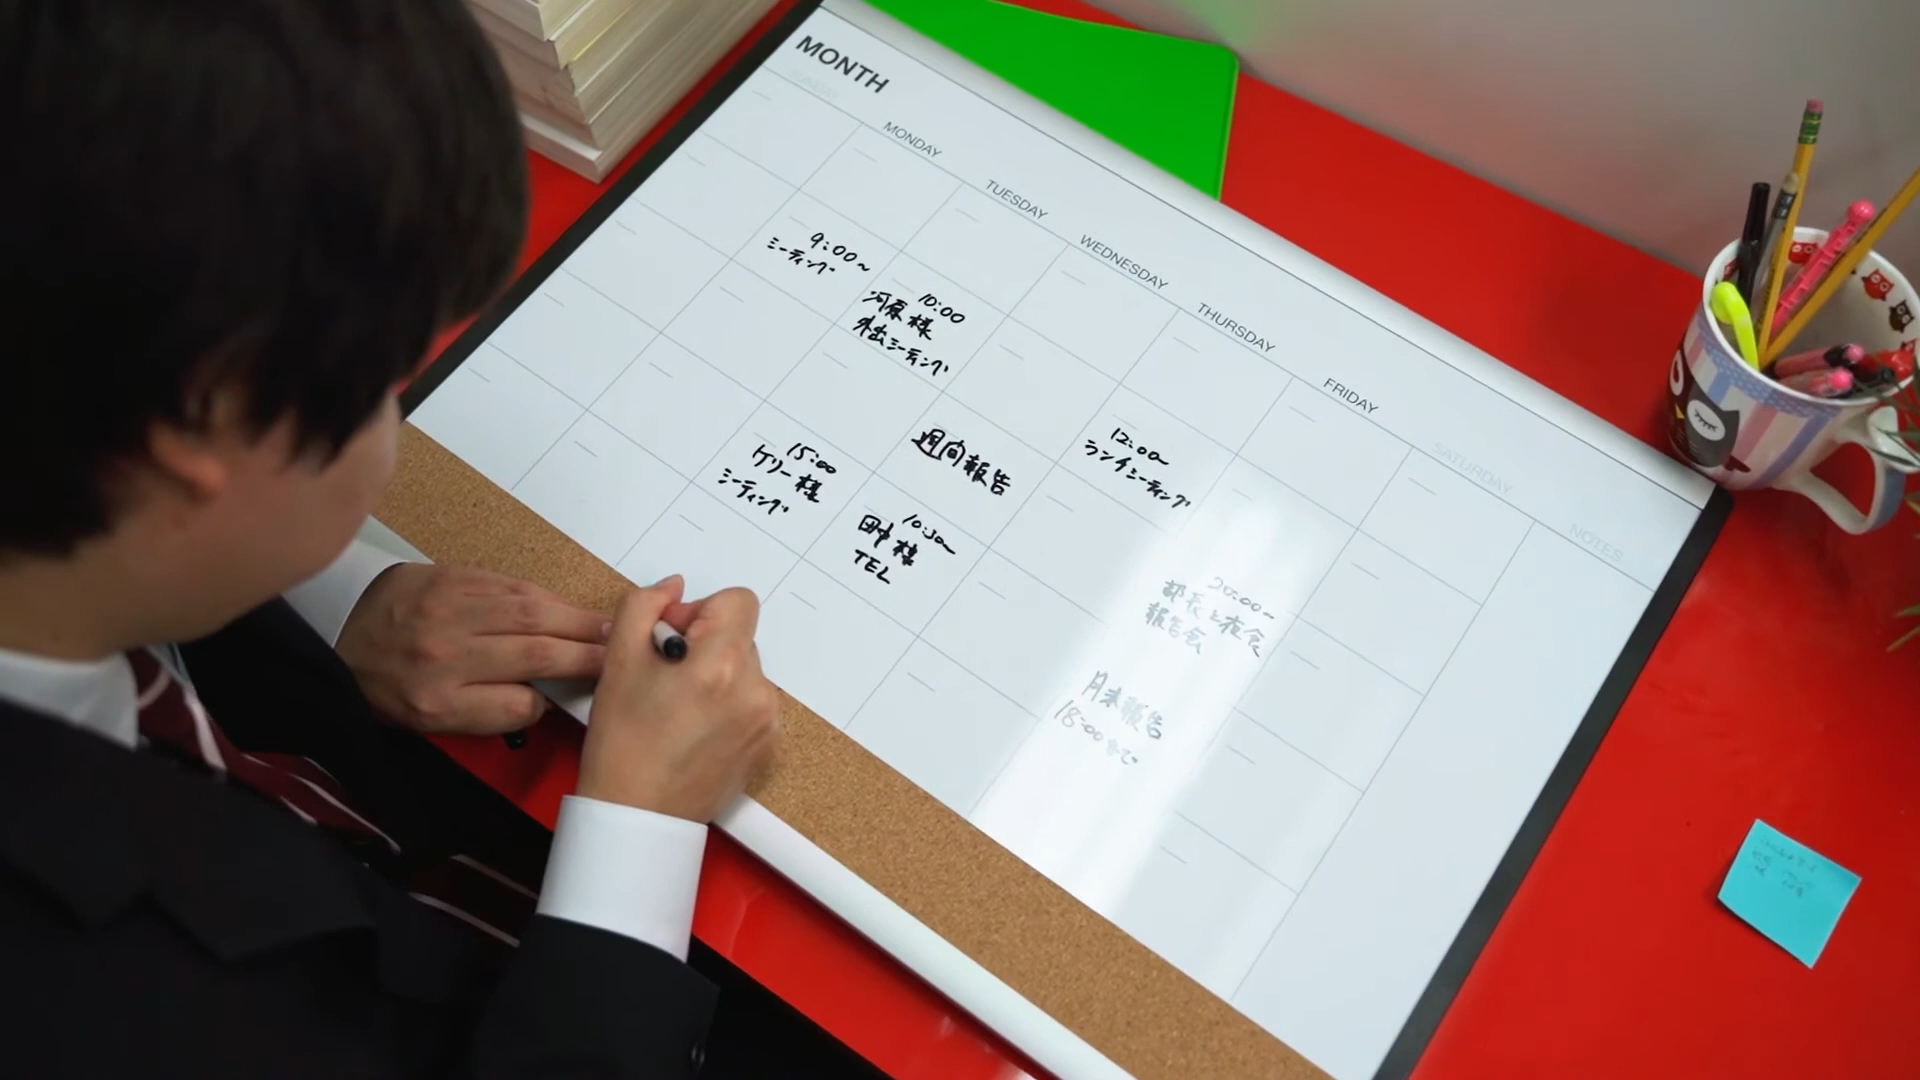 MONTH
SUNDAY
MONDAY
TUESDAY
WEDNESDAY
THURSDAY
FRIDAY
SATURDAY
NOTES
9:00~
ミーティング
10:00
河原様
外出ミーティング
12:00~
ランチミーティング
週間報告
15:00
ケリー様
ミーティング
10:30~
田中様
TEL
20:00~
部長と夜食
報告会
月末報告
18:00まで